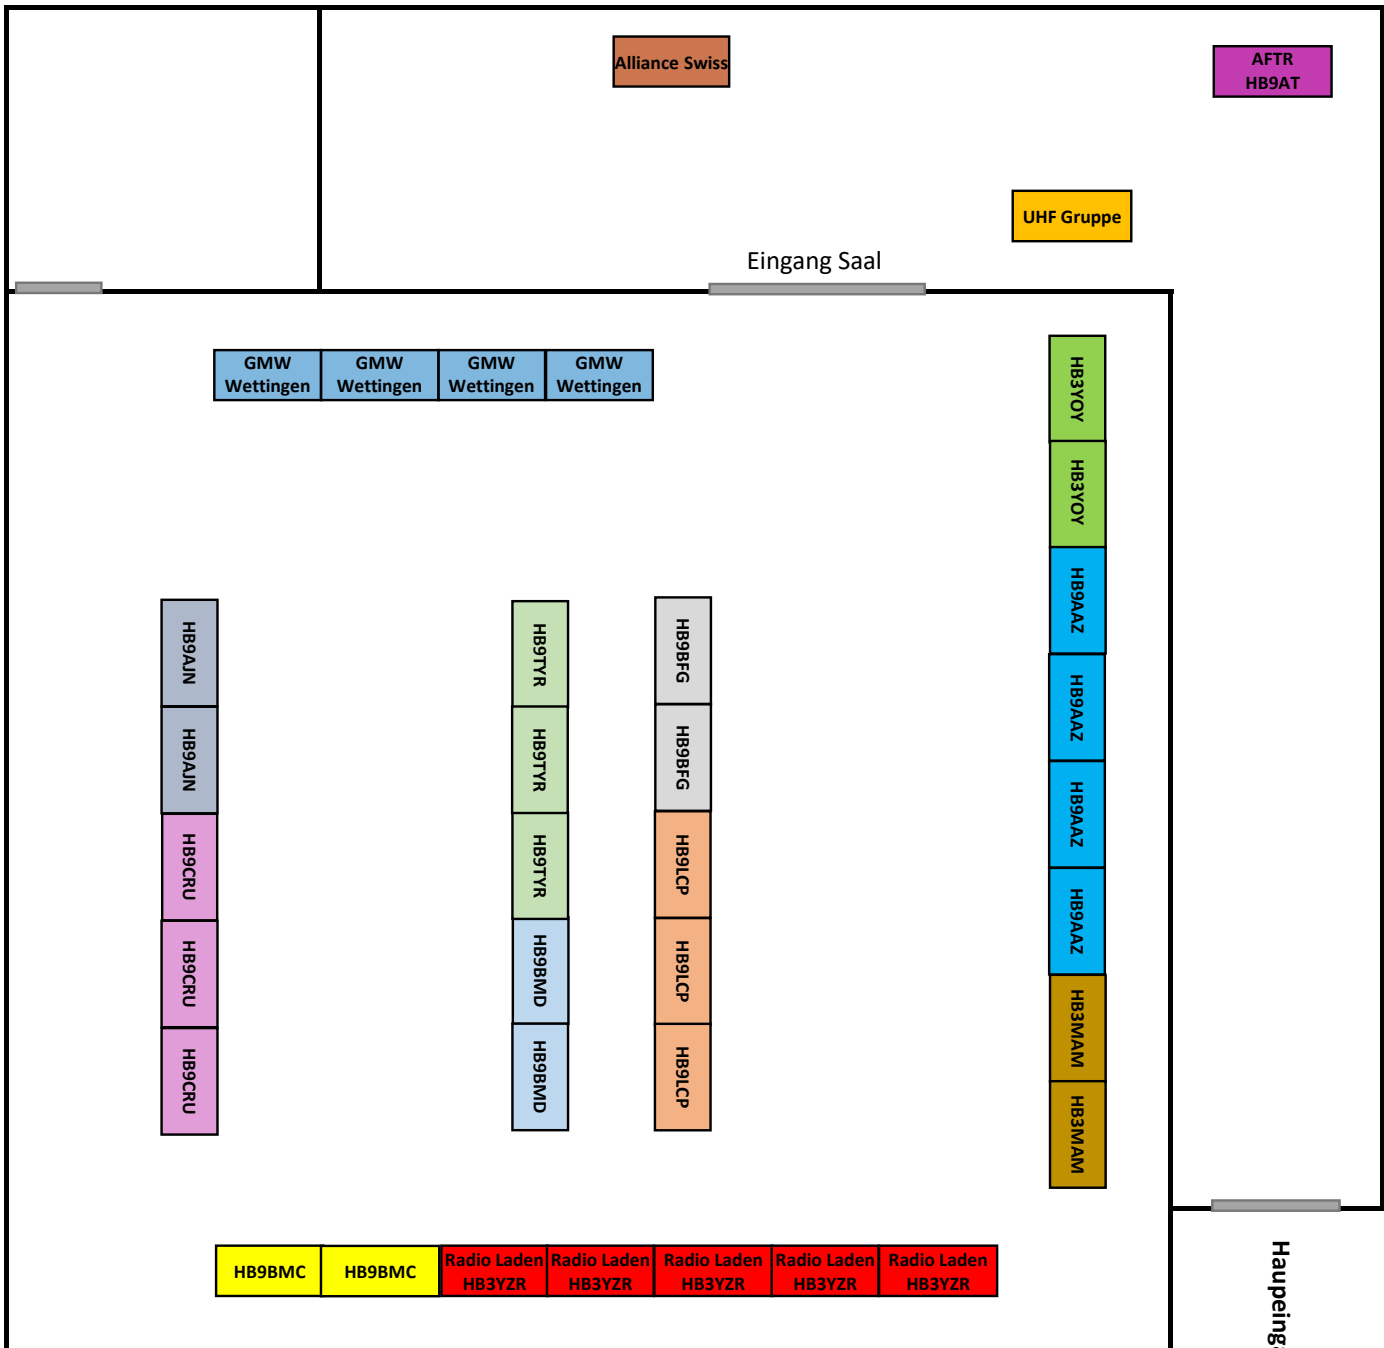 Alliance Swiss
AFTR
HB9AT
UHF Gruppe
Eingang Saal
GMW
Wettingen
GMW
Wettingen
GMW
Wettingen
GMW
Wettingen
HB3YOY
HB3YOY
HB9AAZ
HB9AAZ
HB9AAZ
HB9AAZ
HB3MAM
HB3MAM
HB9AJN
HB9AJN
HB9CRU
HB9CRU
HB9CRU
HB9TYR
HB9TYR
HB9TYR
HB9BMD
HB9BMD
HB9BFG
HB9BFG
HB9LCP
HB9LCP
HB9LCP
HB9BMC
HB9BMC
Radio Laden
HB3YZR
Radio Laden
HB3YZR
Radio Laden
HB3YZR
Radio Laden
HB3YZR
Radio Laden
HB3YZR